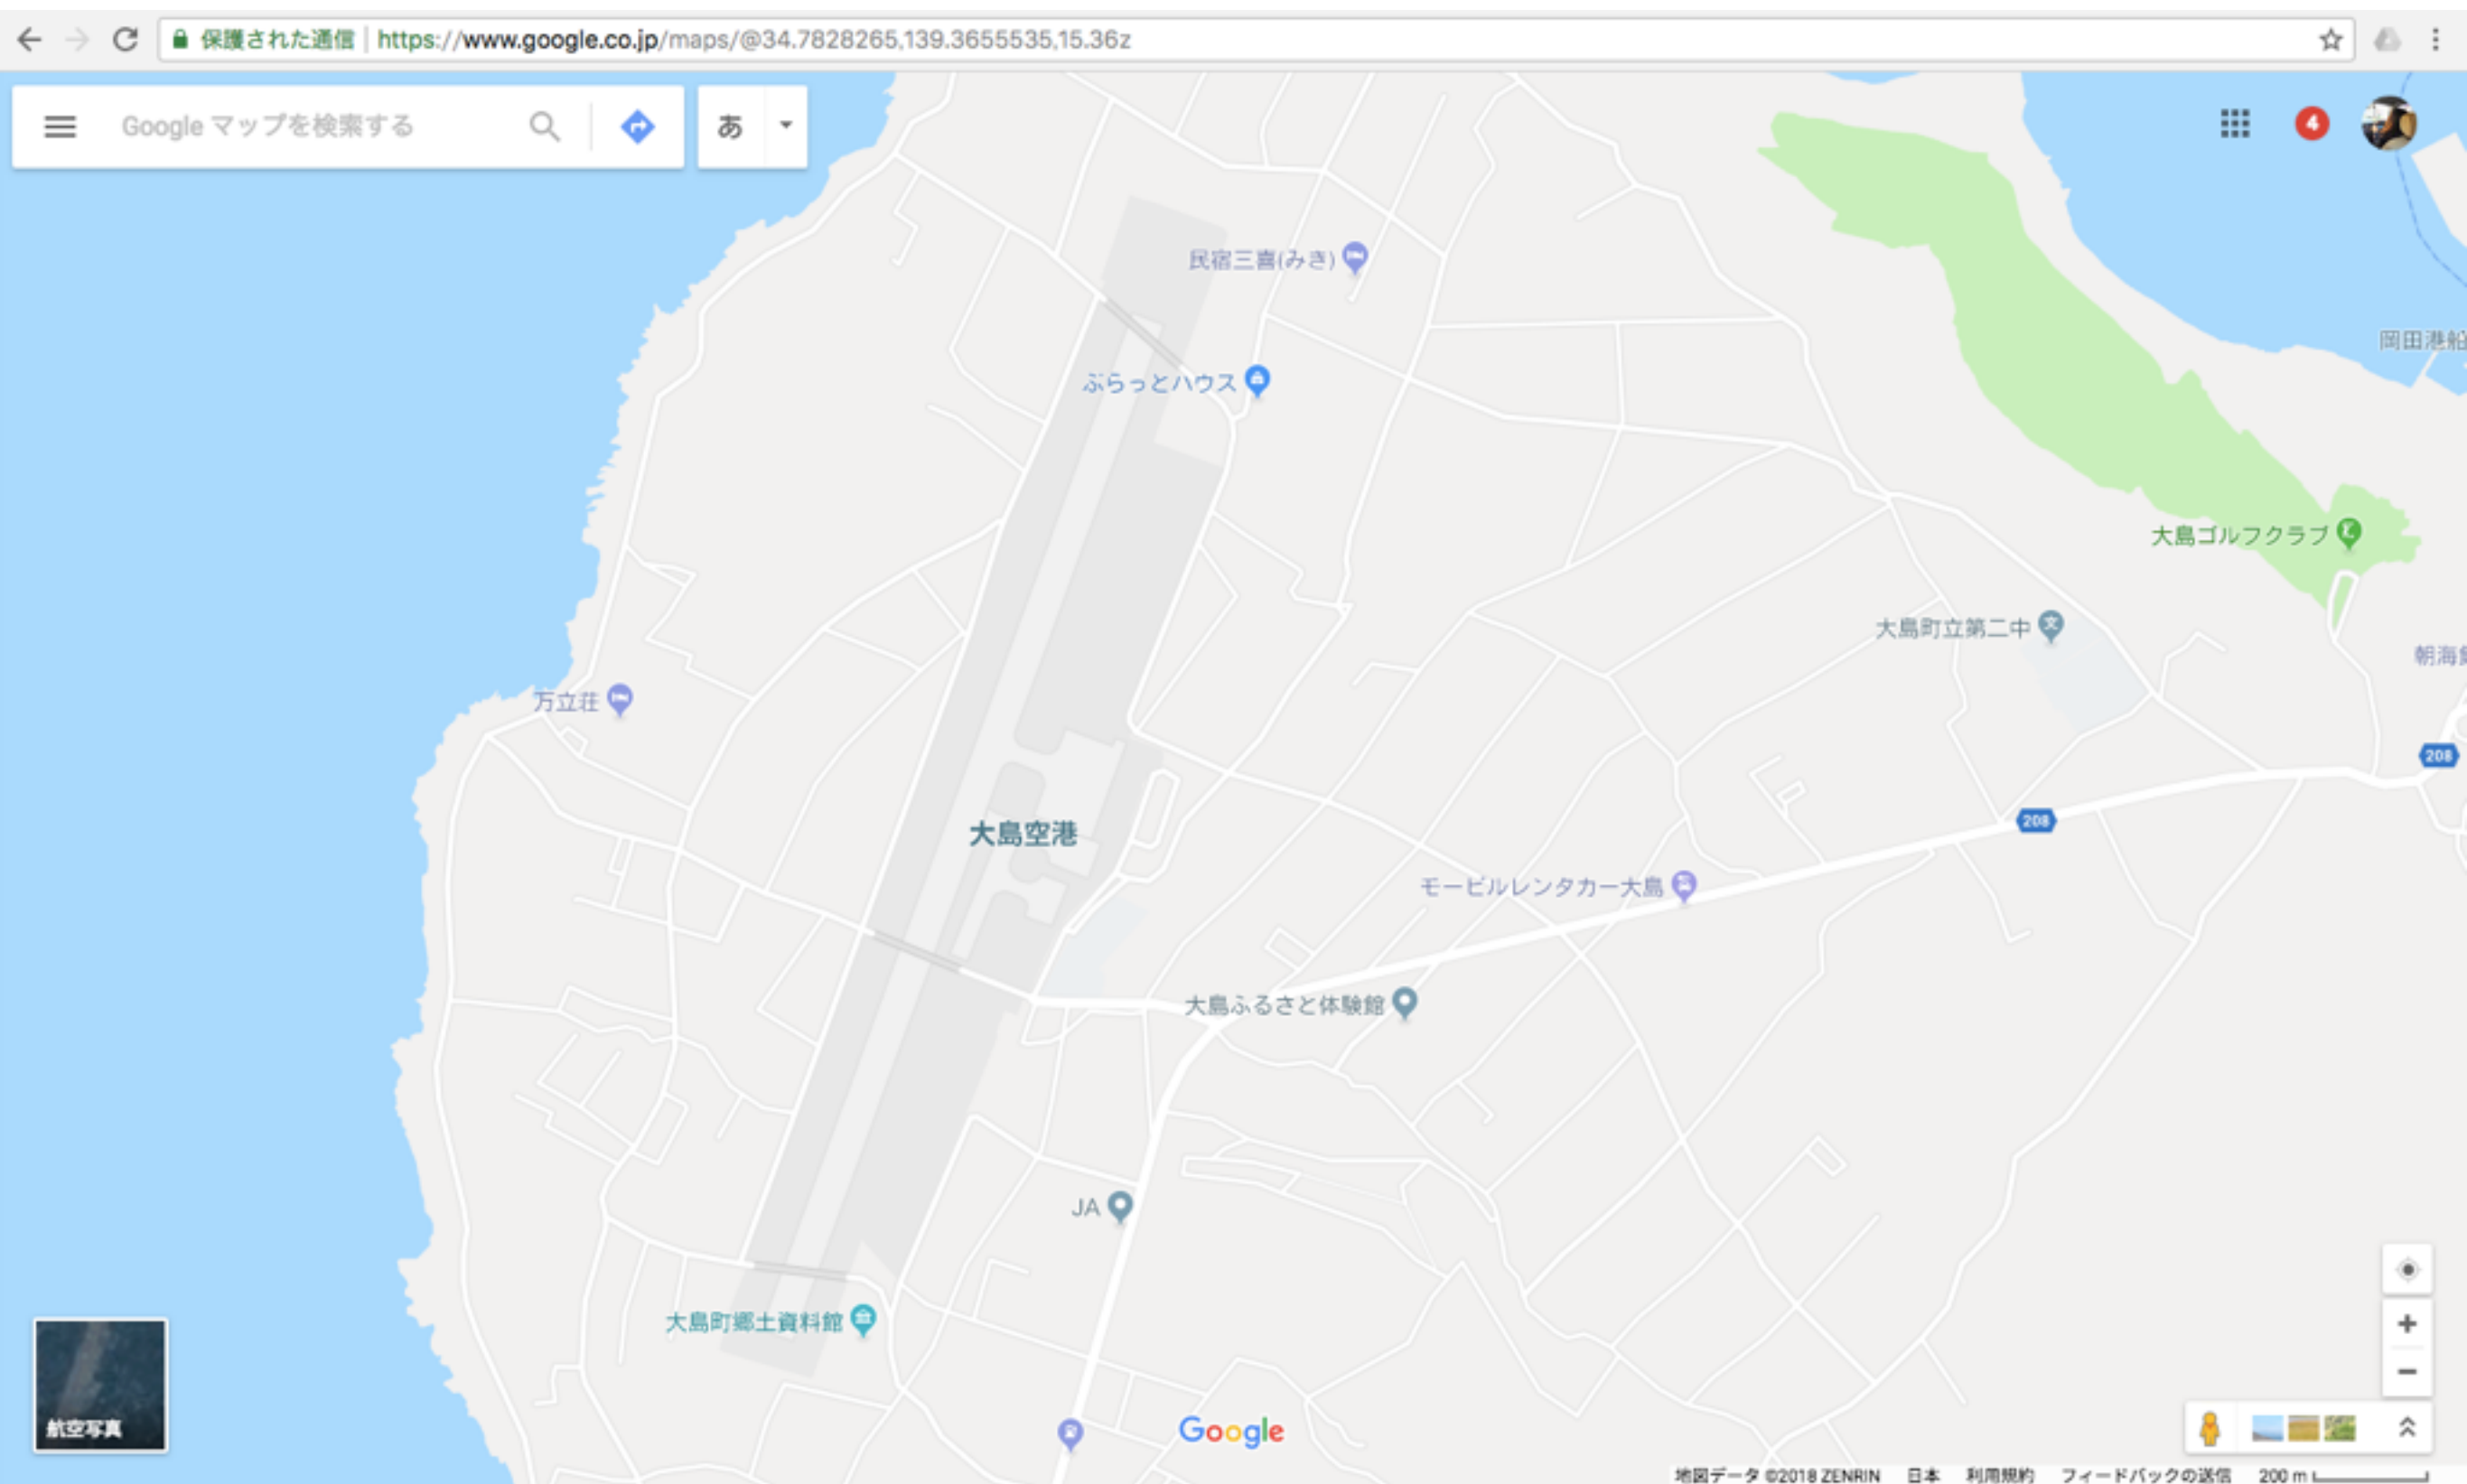 保護された通信 | https://www.google.co.jp/maps/@34.7828265,139.3655535,15.36z
Google マップを検索する
あ
4
民宿三喜(みき)
岡田港船
ぶらっとハウス
大島ゴルフクラブ
大島町立第二中
朝海
万立荘
208
208
大島空港
モービルレンタカー大島
大島ふるさと体験館
JA
大島町郷土資料館
航空写真
Google
地図データ ©2018 ZENRIN 日本 利用規約 フィードバックの送信 200 m